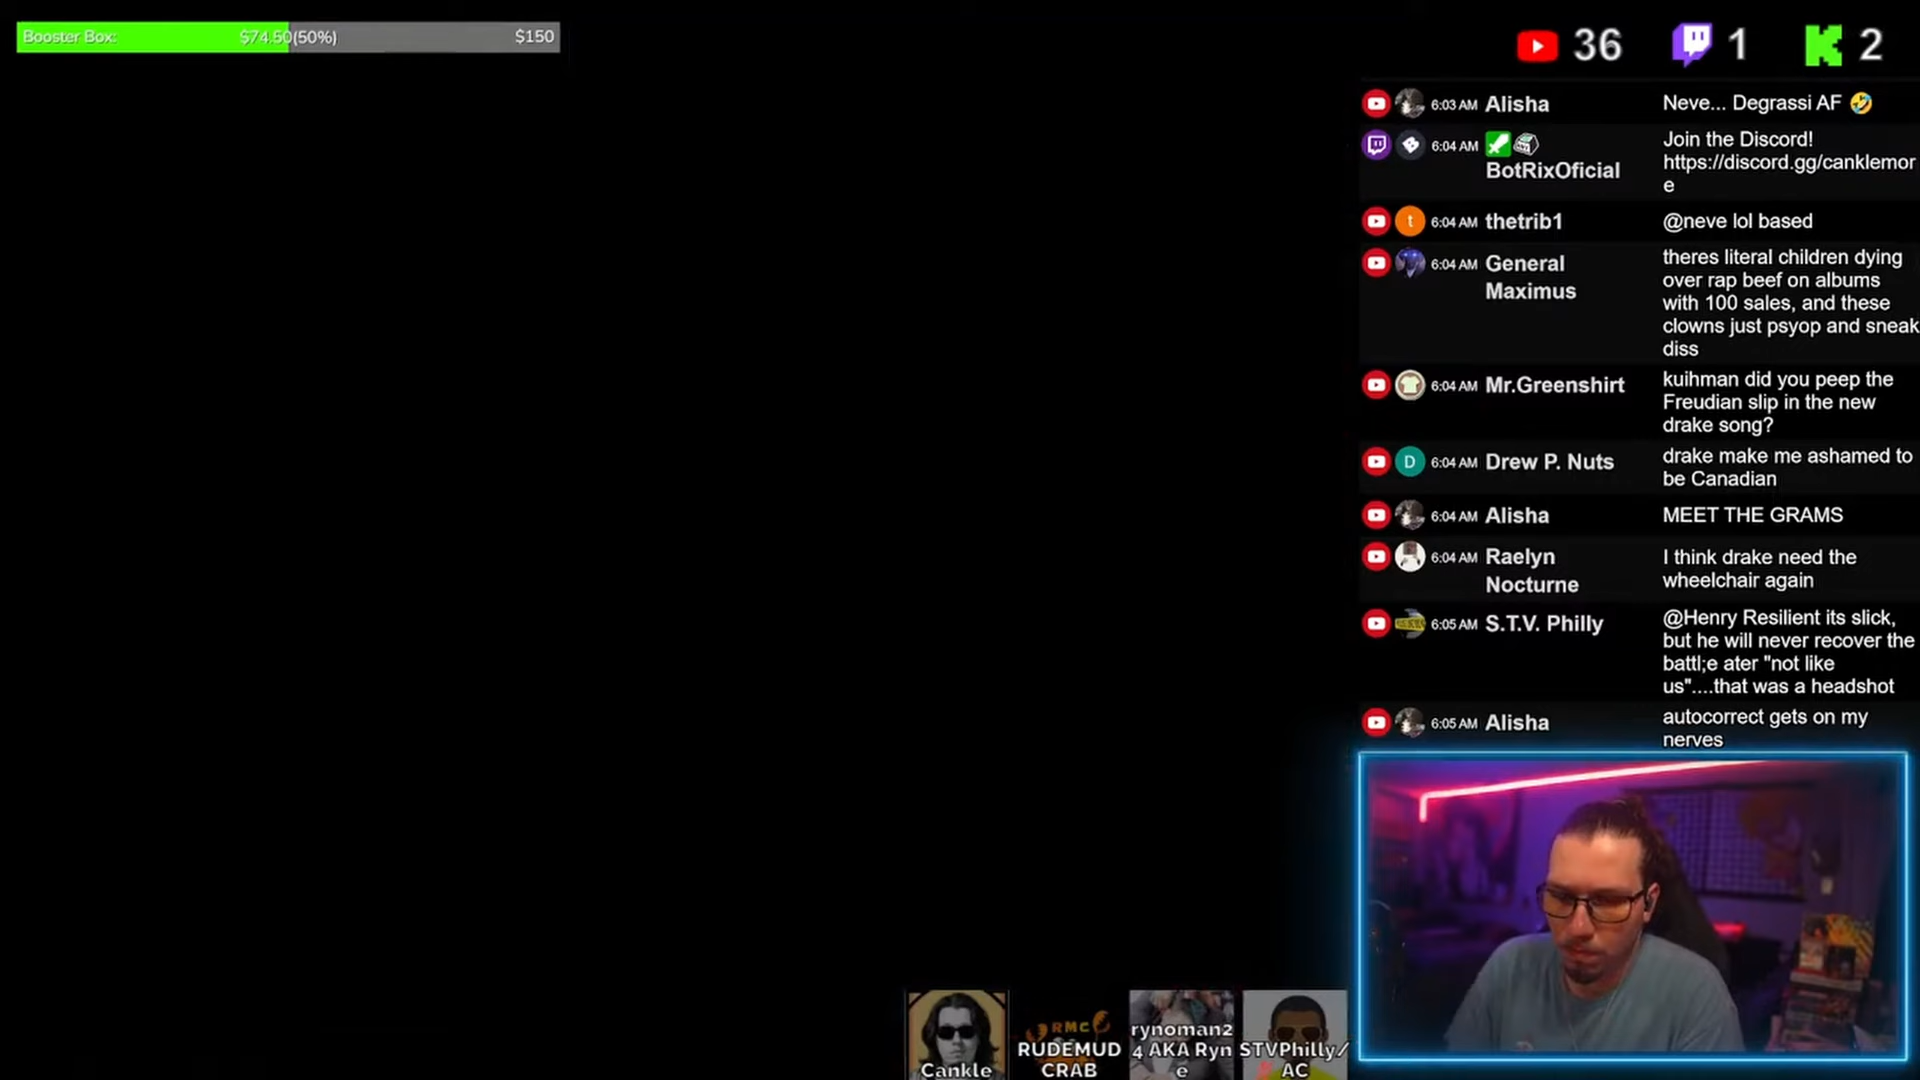 Booster Box: $74.50(50%) $150
36 1 2
6:03 AM Alisha Neve... Degrassi AF 🤣
6:04 AM BotRixOficial Join the Discord!
https://discord.gg/canklemor
e
6:04 AM thetrib1 @neve lol based
6:04 AM General Maximus theres literal children dying
over rap beef on albums
with 100 sales, and these
clowns just psyop and sneak
diss
6:04 AM Mr.Greenshirt kuihman did you peep the
Freudian slip in the new
drake song?
6:04 AM Drew P. Nuts drake make me ashamed to
be Canadian
6:04 AM Alisha MEET THE GRAMS
6:04 AM Raelyn Nocturne I think drake need the
wheelchair again
6:05 AM S.T.V. Philly @Henry Resilient its slick,
but he will never recover the
battl;e ater "not like
us"....that was a headshot
6:05 AM Alisha autocorrect gets on my
nerves
Cankle
RMC
RUDEMUD
CRAB
rynoman2
4 AKA Ryn
e
STVPhilly/
AC